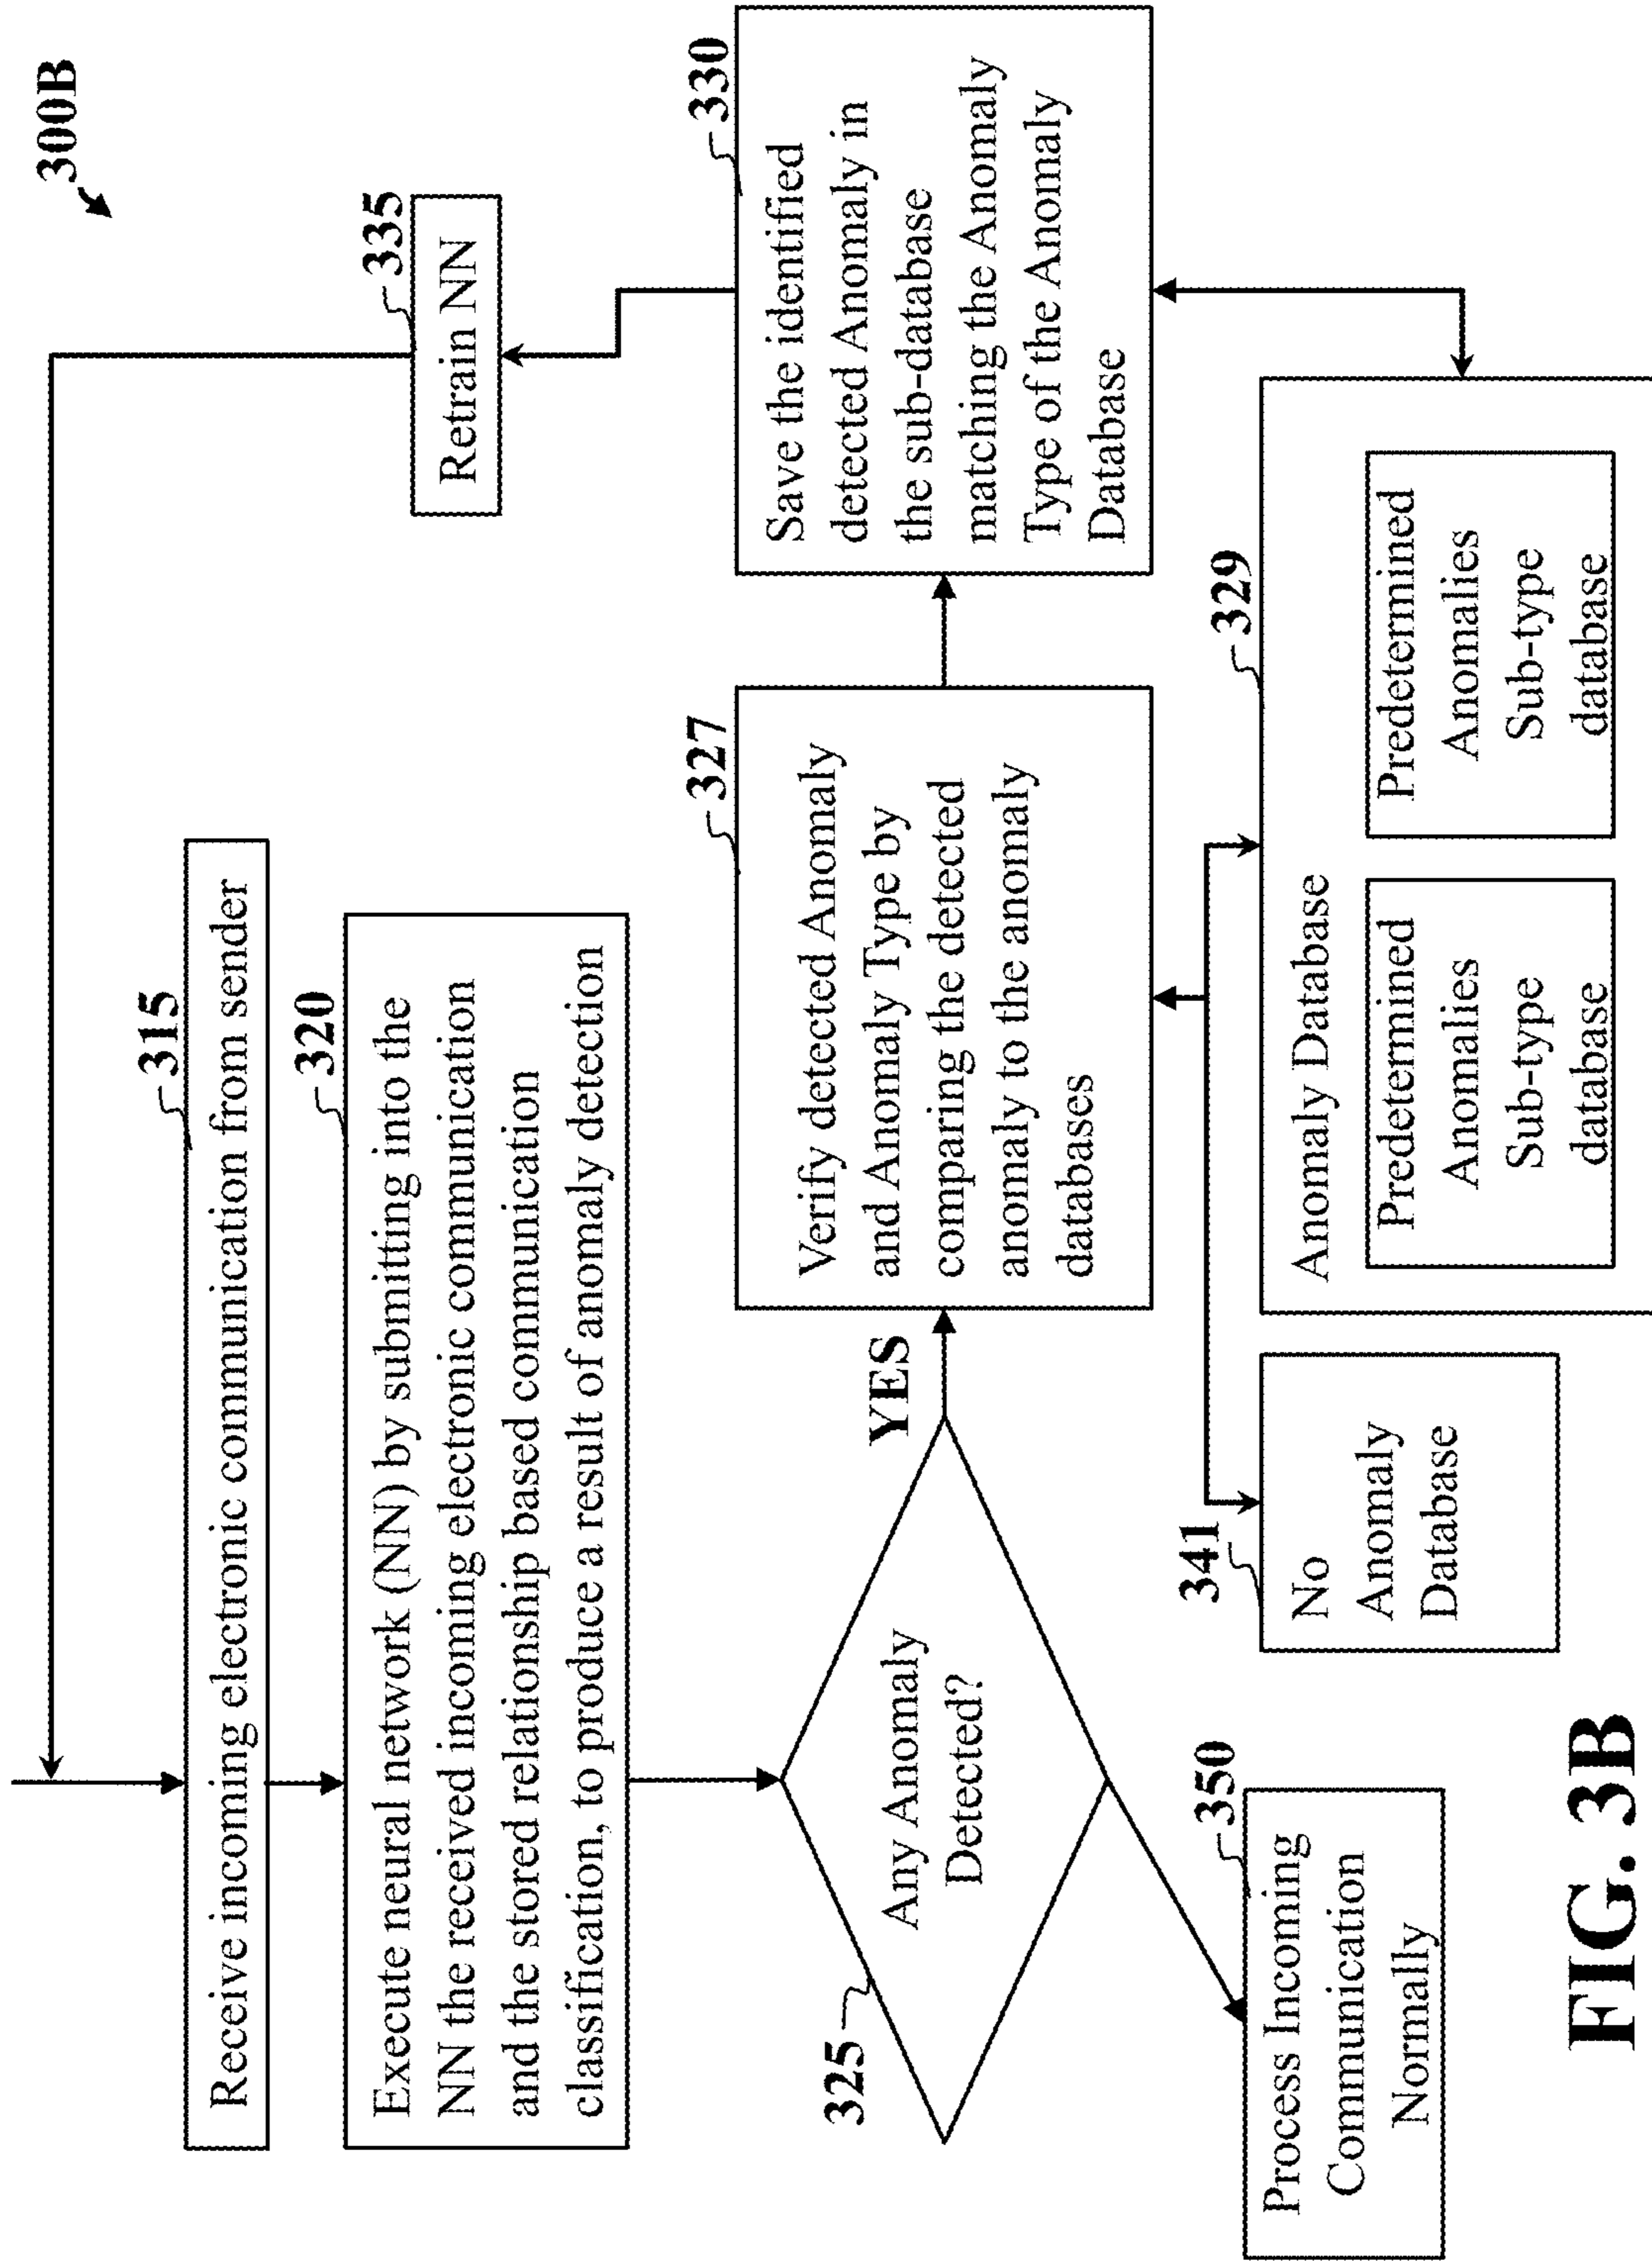 300B
315
Receive incoming electronic communication from sender
335
Retrain NN
320
Execute neural network (NN) by submitting into the
NN the received incoming electronic communication
and the stored relationship based communication
classification, to produce a result of anomaly detection
325
Any Anomaly
Detected?
YES
327
Verify detected Anomaly
and Anomaly Type by
comparing the detected
anomaly to the anomaly
databases
330
Save the identified
detected Anomaly in
the sub-database
matching the Anomaly
Type of the Anomaly
Database
350
Process Incoming
Communication
Normally
341
No
Anomaly
Database
329
Anomaly Database
Predetermined
Anomalies
Sub-type
database
Predetermined
Anomalies
Sub-type
database
FIG. 3B